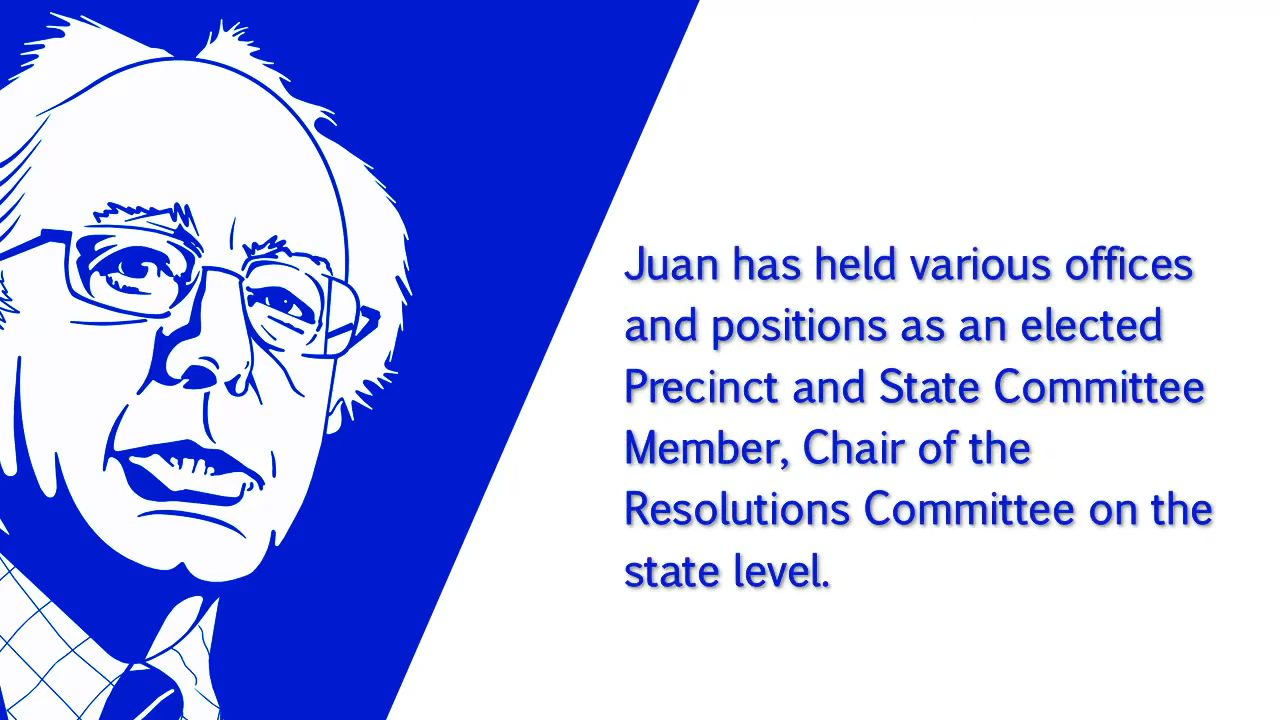 Juan has held various offices
and positions as an elected
Precinct and State Committee
Member, Chair of the
Resolutions Committee on the
state level.